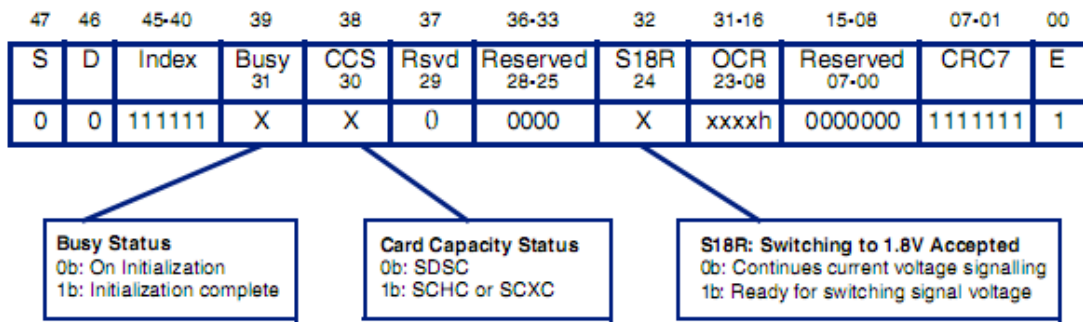 47 46 45-40 39 38 37 36-33 32 31-16 15-08 07-01 00
S D Index Busy CCS Rsvd Reserved S18R OCR Reserved CRC7 E
31 30 29 28-25 24 23-08 07-00
0 0 111111 X X 0 0000 X xxxxh 0000000 1111111 1
Busy Status
0b: On Initialization
1b: Initialization complete
Card Capacity Status
0b: SDSC
1b: SCHC or SCXC
S18R: Switching to 1.8V Accepted
0b: Continues current voltage signalling
1b: Ready for switching signal voltage